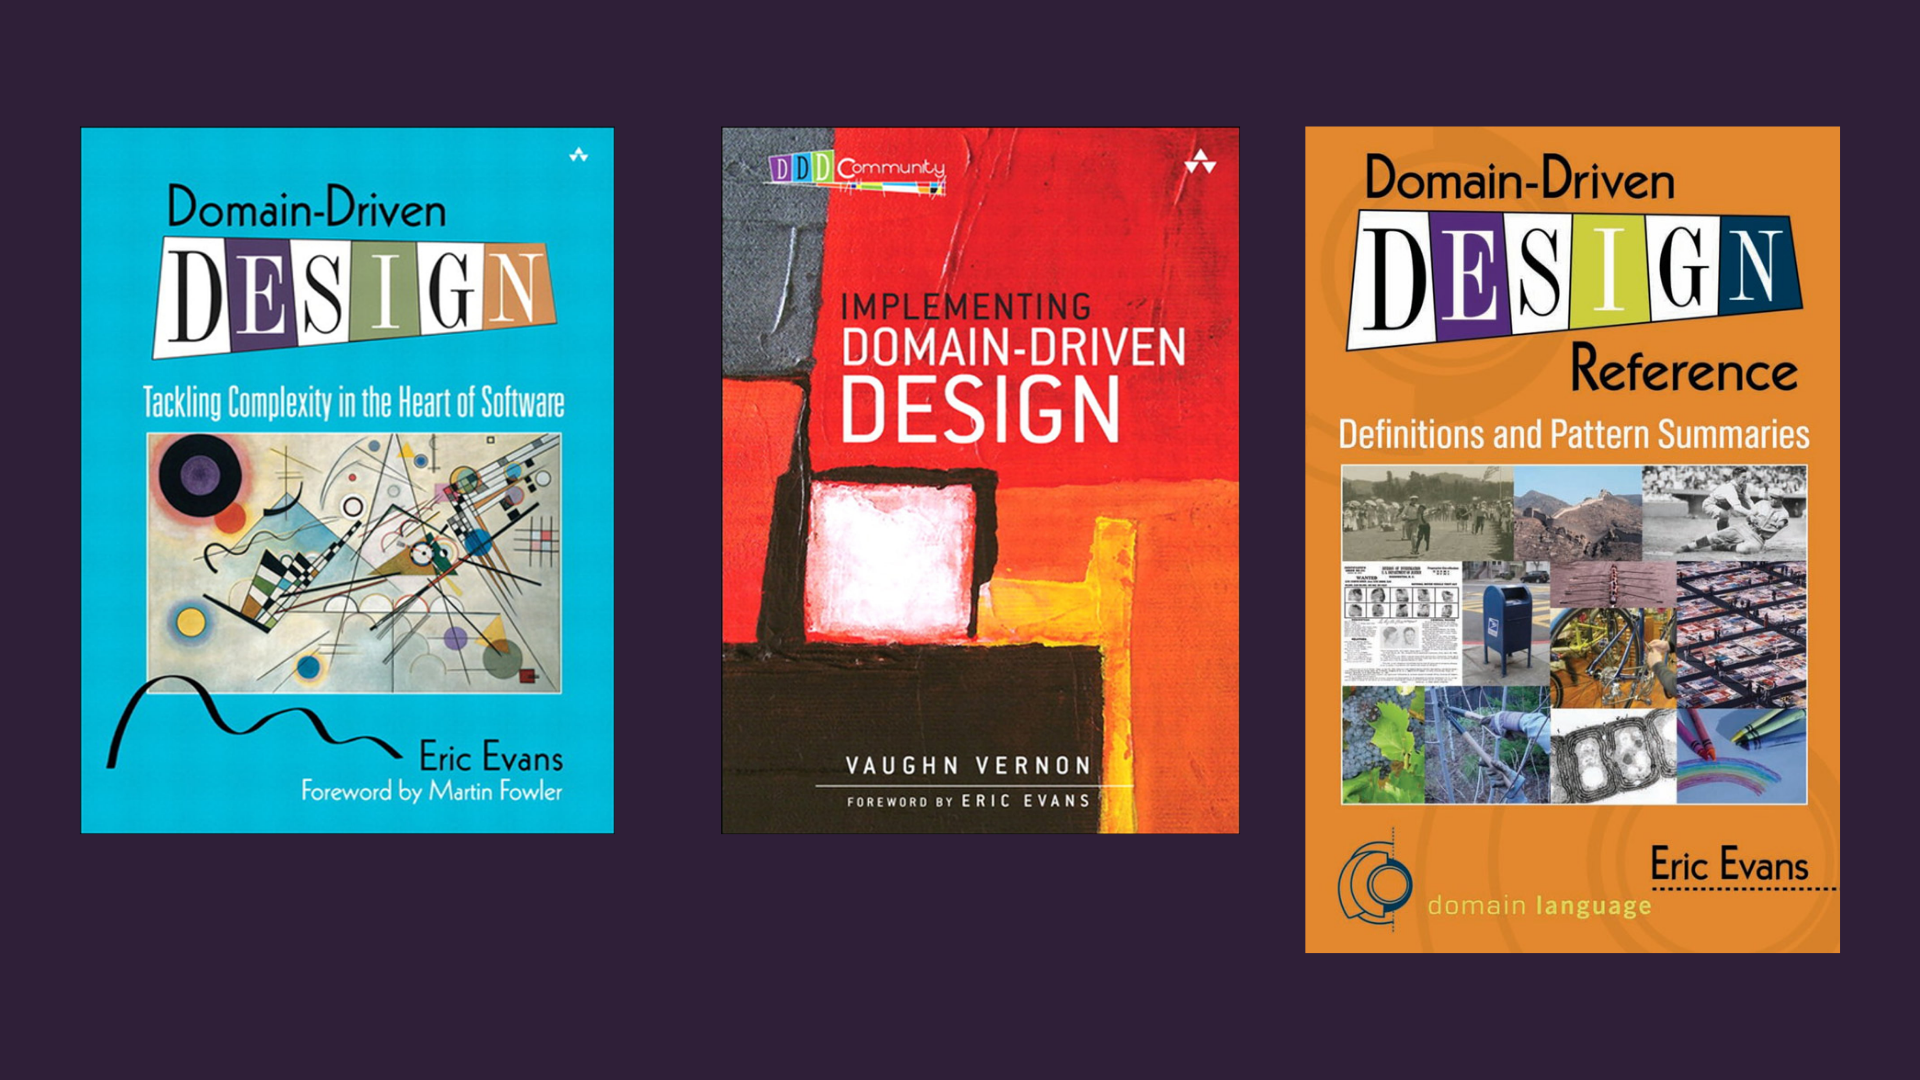 Domain-Driven
DESIGN
Tackling Complexity in the Heart of Software
Eric Evans
Foreword by Martin Fowler
DDD Community
IMPLEMENTING
DOMAIN-DRIVEN
DESIGN
VAUGHN VERNON
FOREWORD BY ERIC EVANS
Domain-Driven
DESIGN
Reference
Definitions and Pattern Summaries
WANTED
Eric Evans
domain language